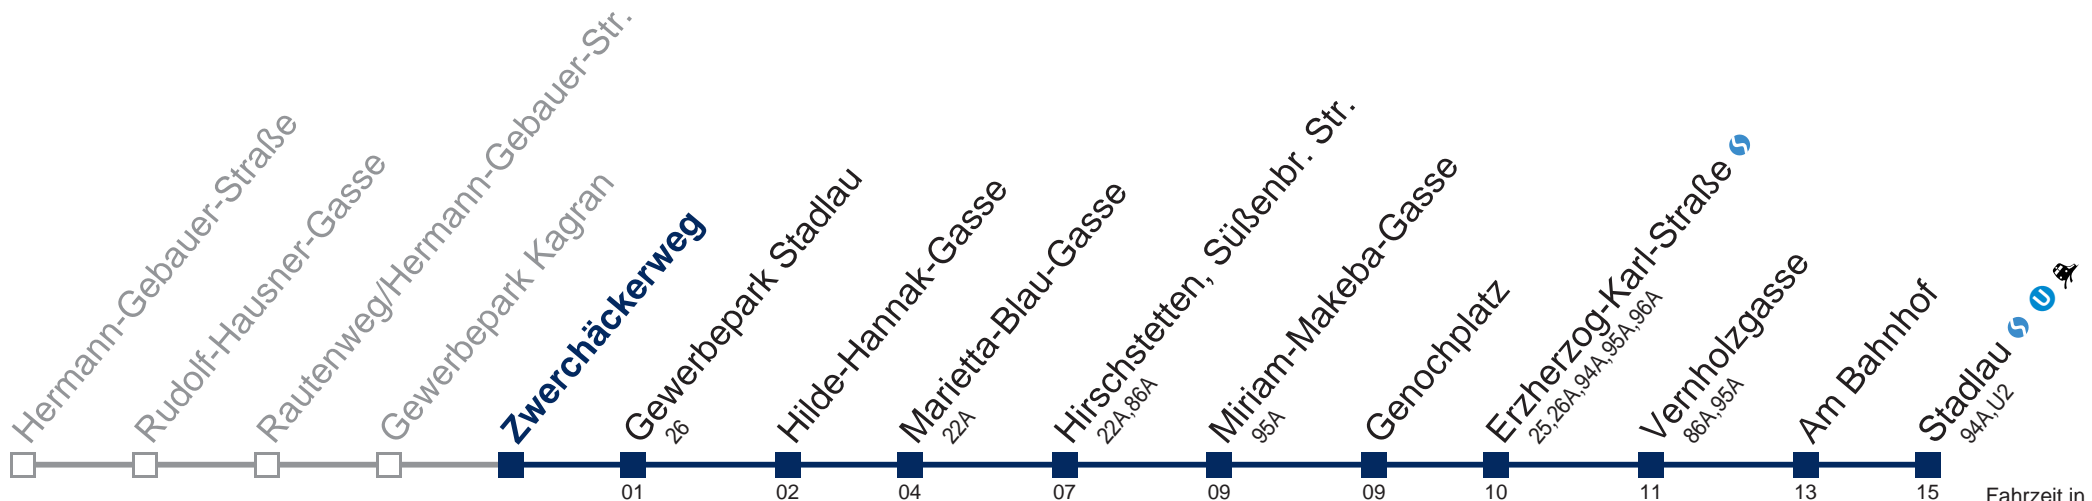 Hermann-Gebauer-Straße
Rudolf-Hausner-Gasse
Rautenweg/Hermann-Gebauer-Str.
Gewerbepark Kagran
Zwerchäckerweg
Gewerbepark Stadlau
26
Hilde-Hannak-Gasse
Marietta-Blau-Gasse
22A
Hirschstetten, Süßenbr. Str.
22A,86A
Miriam-Makeba-Gasse
95A
Genochplatz
Erzherzog-Karl-Straße
25,26A,94A,95A,96A
Vernholzgasse
86A,95A
Am Bahnhof
Stadlau U
94A,U2
01 02 04 07 09 09 10 11 13 15 Fahrzeit in